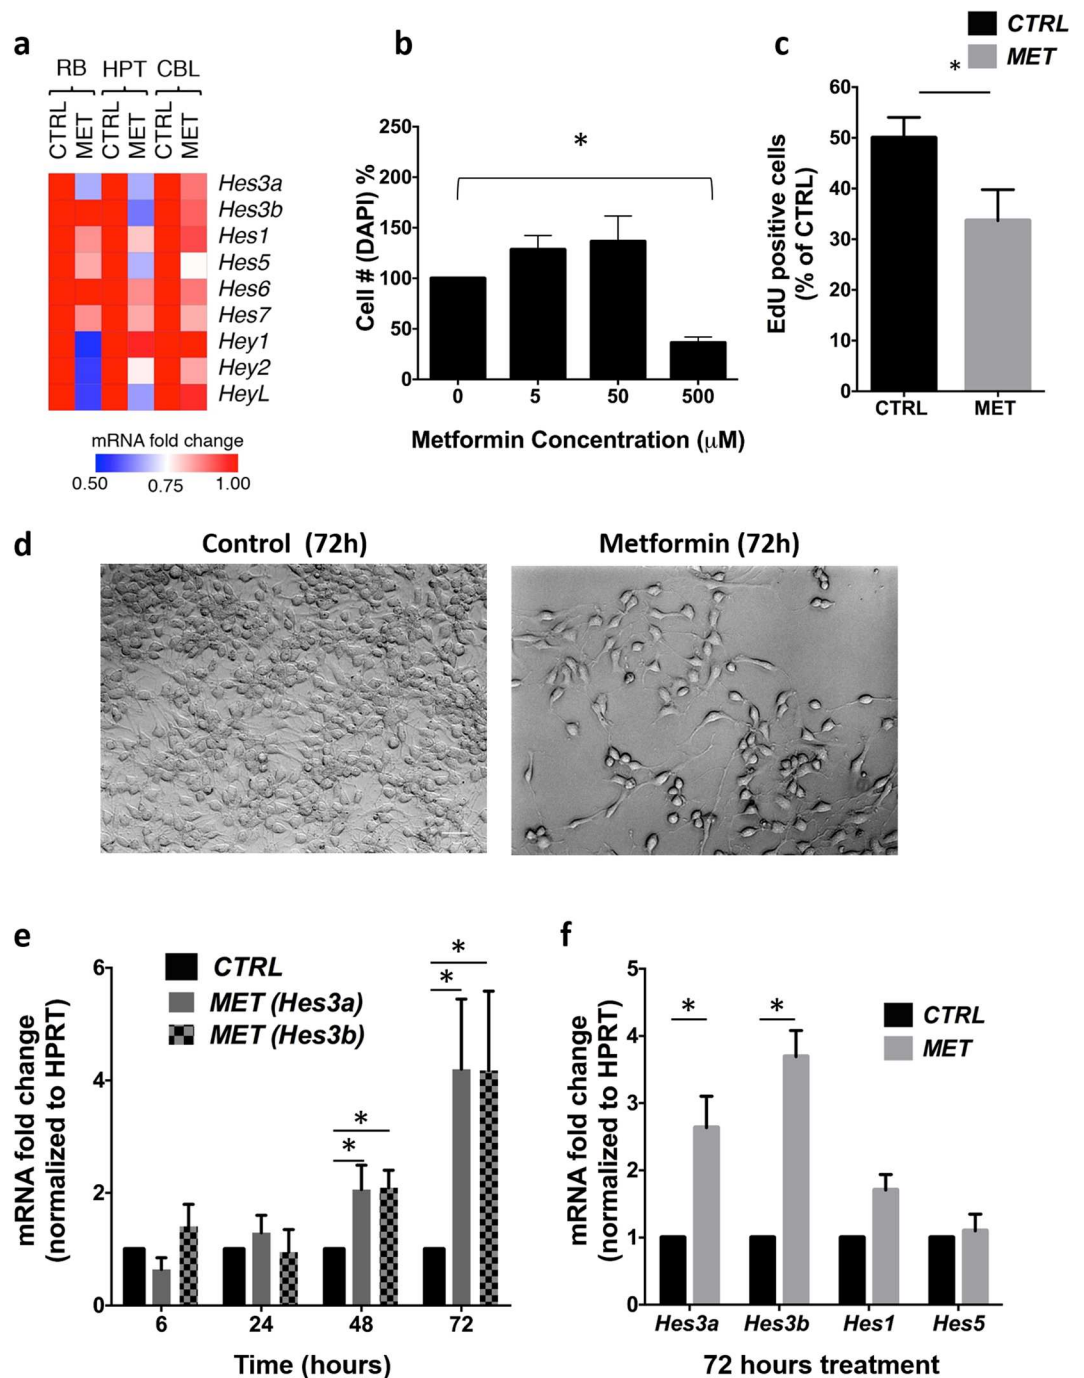 a
RB HPT CBL
CTRL MET CTRL MET CTRL MET
Hes3a
Hes3b
Hes1
Hes5
Hes6
Hes7
Hey1
Hey2
HeyL
mRNA fold change
0.50 0.75 1.00
b
*
Cell # (DAPI) %
250
200
150
100
50
0
0 5 50 500
Metformin Concentration (μM)
c
CTRL
MET
*
EdU positive cells
(% of CTRL)
60
50
40
30
20
10
0
CTRL MET
d
Control (72h)
Metformin (72h)
e
CTRL
MET (Hes3a)
MET (Hes3b)
mRNA fold change
(normalized to HPRT)
6
4
2
0
* *
* *
6 24 48 72
Time (hours)
f
CTRL
MET
mRNA fold change
(normalized to HPRT)
5
4
3
2
1
0
* *
Hes3a Hes3b Hes1 Hes5
72 hours treatment